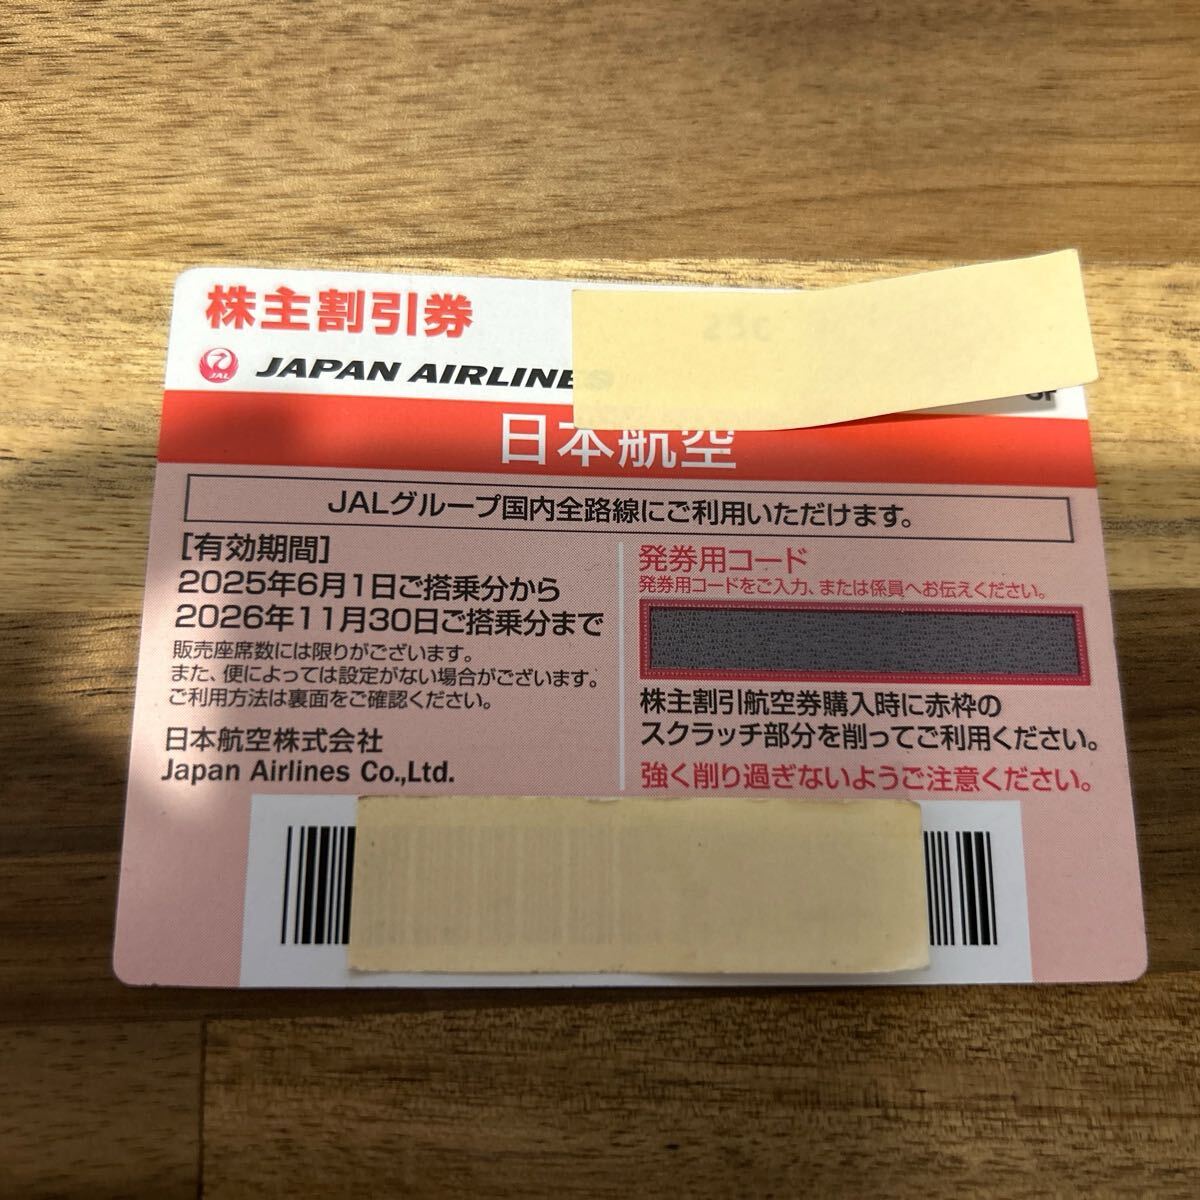 株主割引券
JAL JAPAN AIRLINES
日本航空
JALグループ国内全路線にご利用いただけます。
[有効期間]
2025年6月1日ご搭乗分から
2026年11月30日ご搭乗分まで
販売座席数には限りがございます。
また、便によっては設定がない場合がございます。
ご利用方法は裏面をご確認ください。
日本航空株式会社
Japan Airlines Co.,Ltd.
発券用コード
発券用コードをご入力、または係員へお伝えください。
株主割引航空券購入時に赤枠の
スクラッチ部分を削ってご利用ください。
強く削り過ぎないようご注意ください。